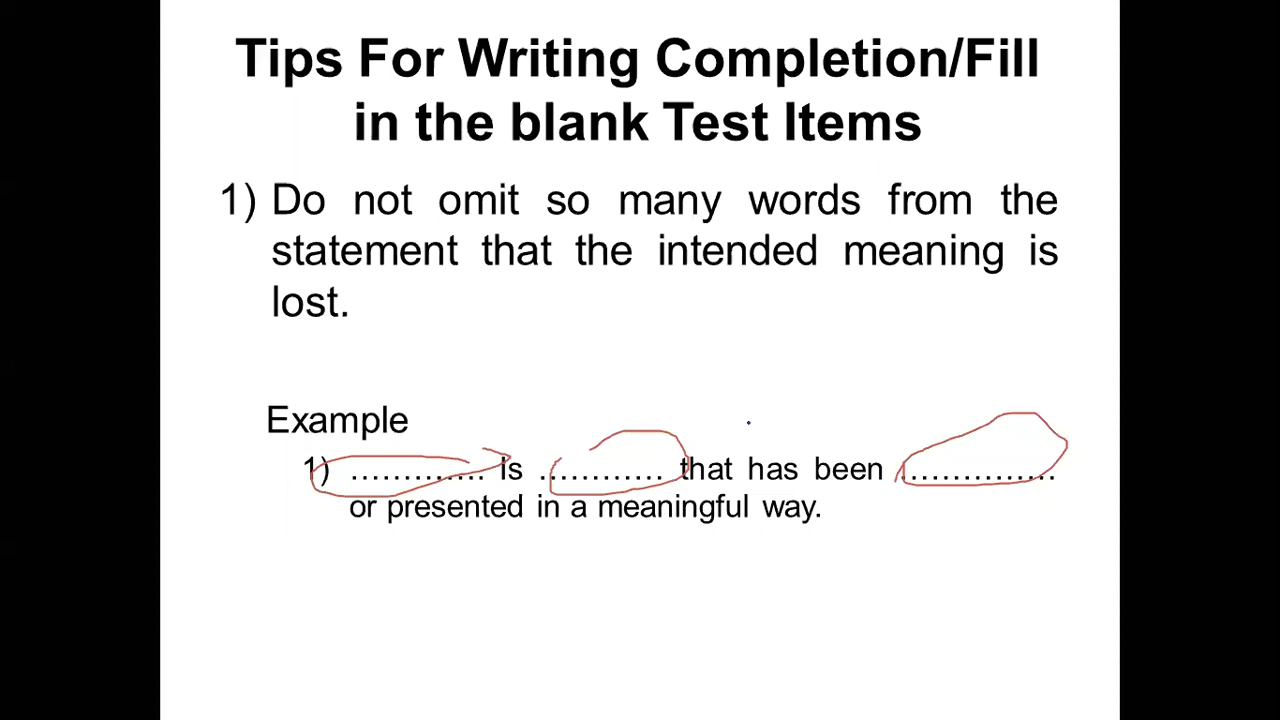 Tips For Writing Completion/Fill
in the blank Test Items
1) Do not omit so many words from the
statement that the intended meaning is
lost.
Example
1) ............. is ............ that has been ...............
or presented in a meaningful way.